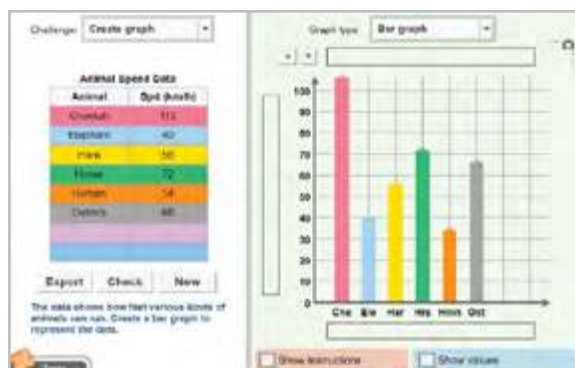 Challenge: Create graph
Animal Speed Data
Animal Spd (km/h)
Cheetah
Elephant 40
Hare 56
Horse 72
Human 34
Ostrich
Export Check New
The data shows how fast various kinds of
animals can run. Create a bar graph to
represent the data.
Graph type: Bar graph
100
90
80
70
60
50
40
30
20
10
0
Che Ele Har Hrs Hmn Ost
Show instructions Show values